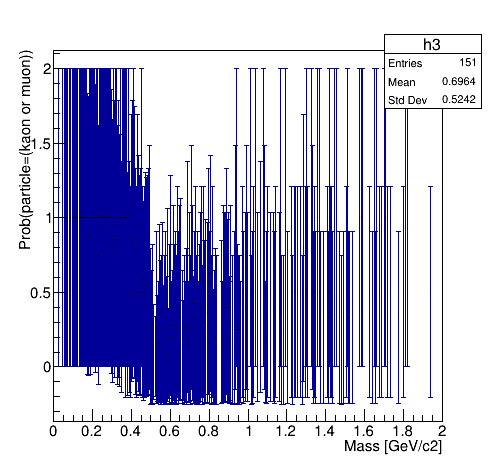 h3
Entries 151
Mean 0.6964
Std Dev 0.5242
Prob(particle=(kaon or muon))
2
1.5
1
0.5
0
0 0.2 0.4 0.6 0.8 1 1.2 1.4 1.6 1.8 2
Mass [GeV/c2]